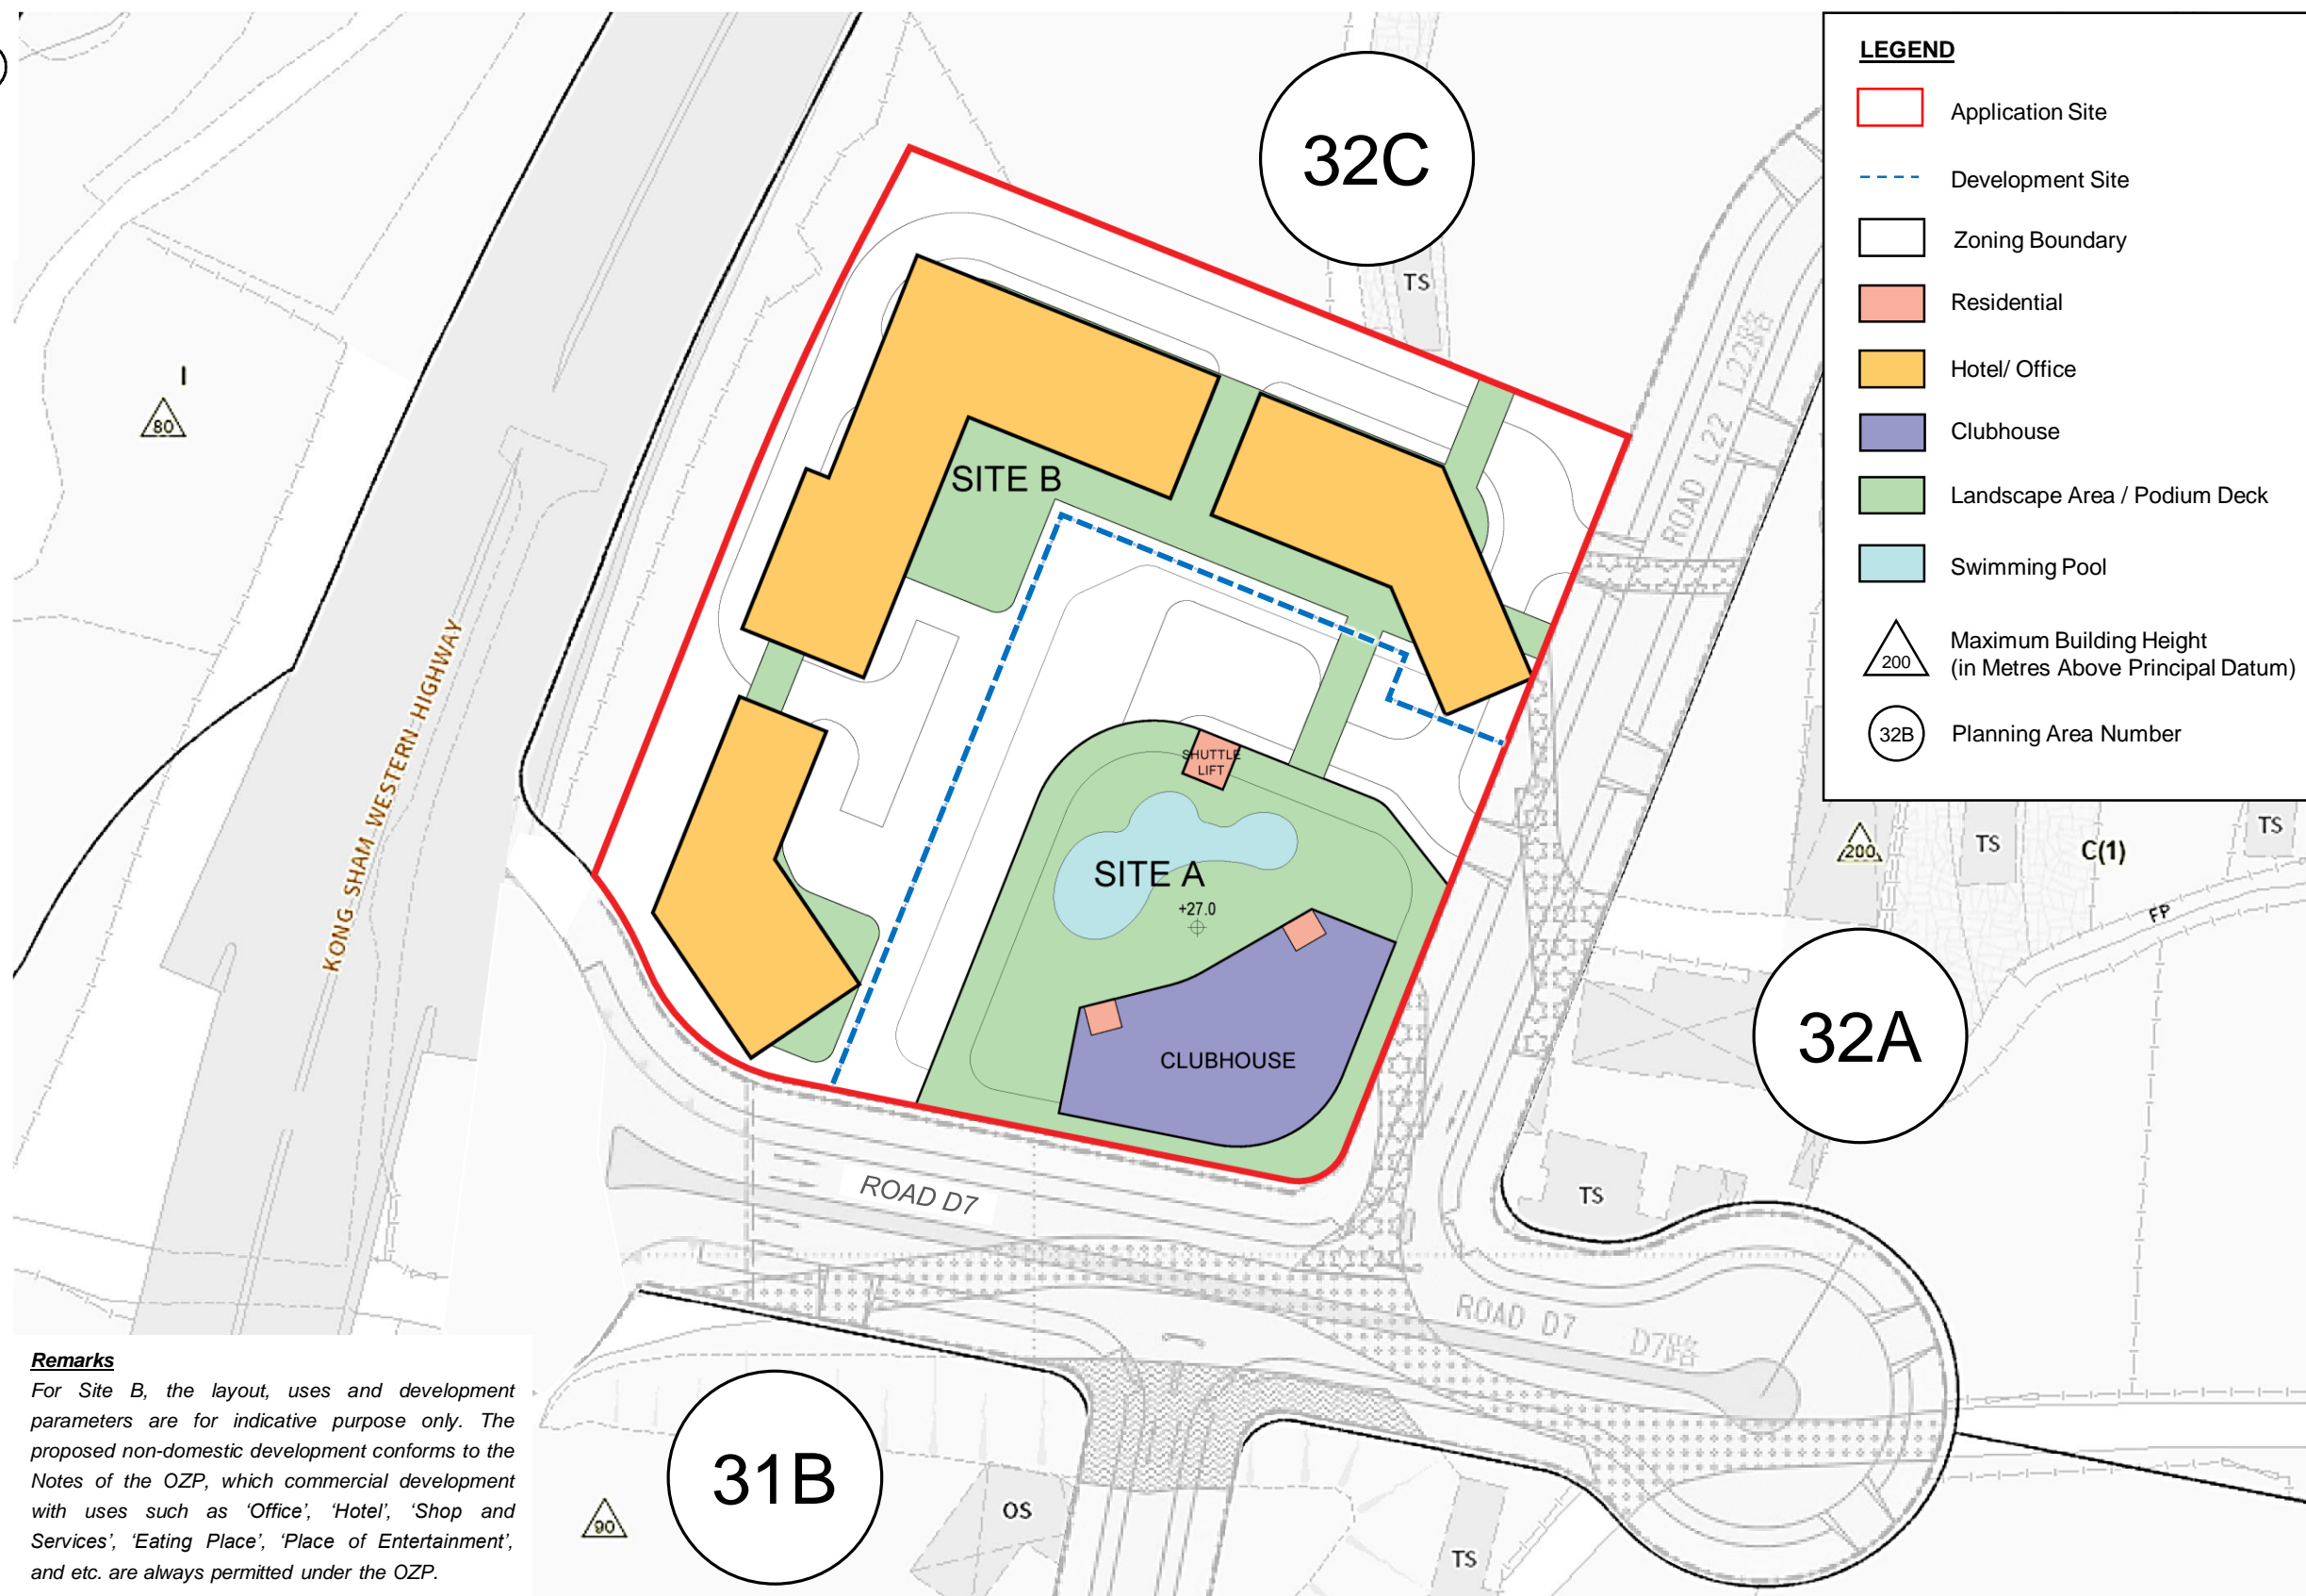 32C
TS
I
80
SITE B
ROAD L22 L22路
KONG SHAM WESTERN HIGHWAY
SHUTTLE
LIFT
SITE A
+27.0
CLUBHOUSE
ROAD D7
200
TS
C(1)
TS
FP
32A
TS
ROAD D7 D7路
31B
90
OS
TS
LEGEND
Application Site
Development Site
Zoning Boundary
Residential
Hotel/ Office
Clubhouse
Landscape Area / Podium Deck
Swimming Pool
200
Maximum Building Height
(in Metres Above Principal Datum)
32B
Planning Area Number
Remarks
For Site B, the layout, uses and development
parameters are for indicative purpose only. The
proposed non-domestic development conforms to the
Notes of the OZP, which commercial development
with uses such as ‘Office’, ‘Hotel’, ‘Shop and
Services’, ‘Eating Place’, ‘Place of Entertainment’,
and etc. are always permitted under the OZP.